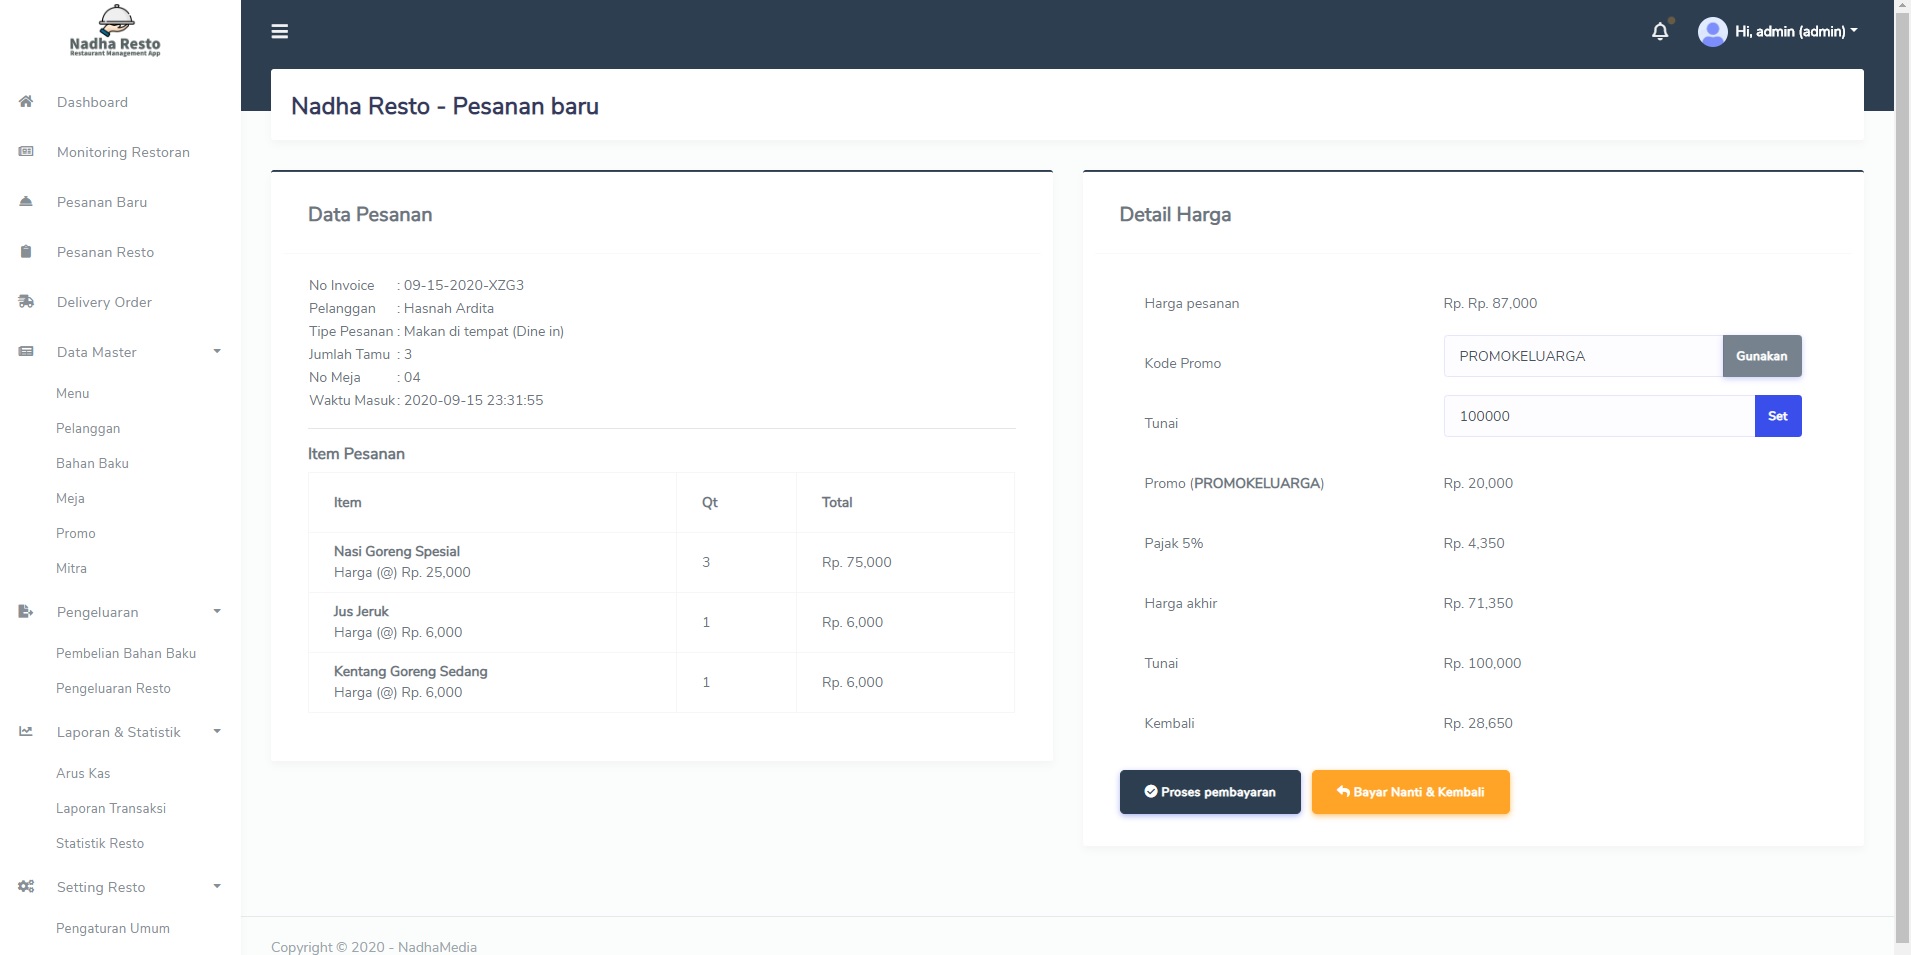 Nadha Resto
Restaurant Management App
Hi, admin (admin)
Dashboard
Monitoring Restoran
Pesanan Baru
Pesanan Resto
Delivery Order
Data Master
Menu
Pelanggan
Bahan Baku
Meja
Promo
Mitra
Pengeluaran
Pembelian Bahan Baku
Pengeluaran Resto
Laporan & Statistik
Arus Kas
Laporan Transaksi
Statistik Resto
Setting Resto
Pengaturan Umum
Nadha Resto - Pesanan baru
Data Pesanan
No Invoice : 09-15-2020-XZG3
Pelanggan : Hasnah Ardita
Tipe Pesanan : Makan di tempat (Dine in)
Jumlah Tamu : 3
No Meja : 04
Waktu Masuk : 2020-09-15 23:31:55
Item Pesanan
Item Qt Total
Nasi Goreng Spesial
Harga (@) Rp. 25,000 3 Rp. 75,000
Jus Jeruk
Harga (@) Rp. 6,000 1 Rp. 6,000
Kentang Goreng Sedang
Harga (@) Rp. 6,000 1 Rp. 6,000
Detail Harga
Harga pesanan Rp. Rp. 87,000
Kode Promo PROMOKELUARGA Gunakan
Tunai 100000 Set
Promo (PROMOKELUARGA) Rp. 20,000
Pajak 5% Rp. 4,350
Harga akhir Rp. 71,350
Tunai Rp. 100,000
Kembali Rp. 28,650
Proses pembayaran Bayar Nanti & Kembali
Copyright © 2020 - NadhaMedia